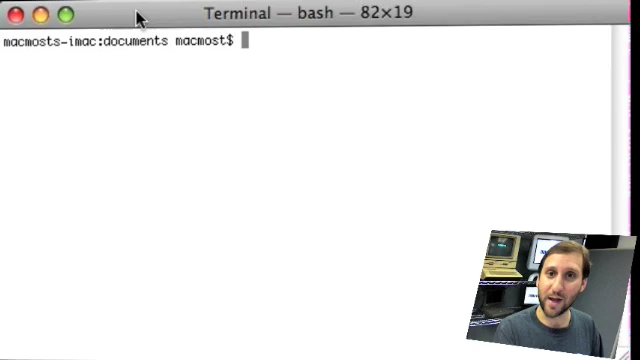 Terminal — bash — 82×19
macmosts-imac:documents macmost$